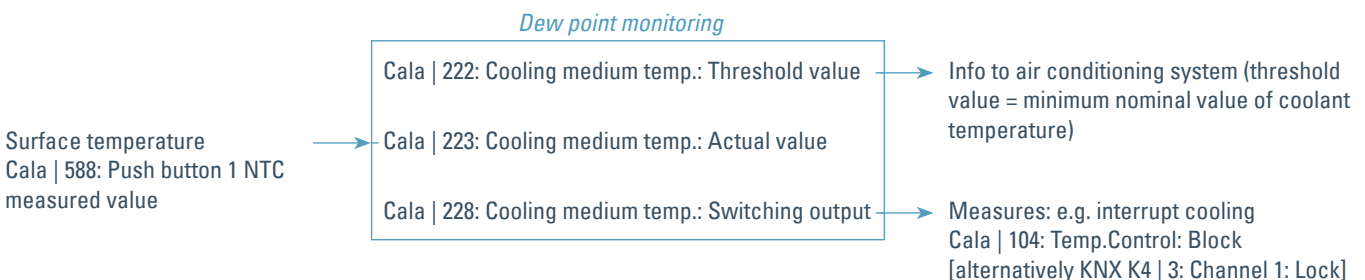 Dew point monitoring
Surface temperature
Cala | 588: Push button 1 NTC
measured value
Cala | 222: Cooling medium temp.: Threshold value
Cala | 223: Cooling medium temp.: Actual value
Cala | 228: Cooling medium temp.: Switching output
Info to air conditioning system (threshold
value = minimum nominal value of coolant
temperature)
Measures: e.g. interrupt cooling
Cala | 104: Temp.Control: Block
[alternatively KNX K4 | 3: Channel 1: Lock]